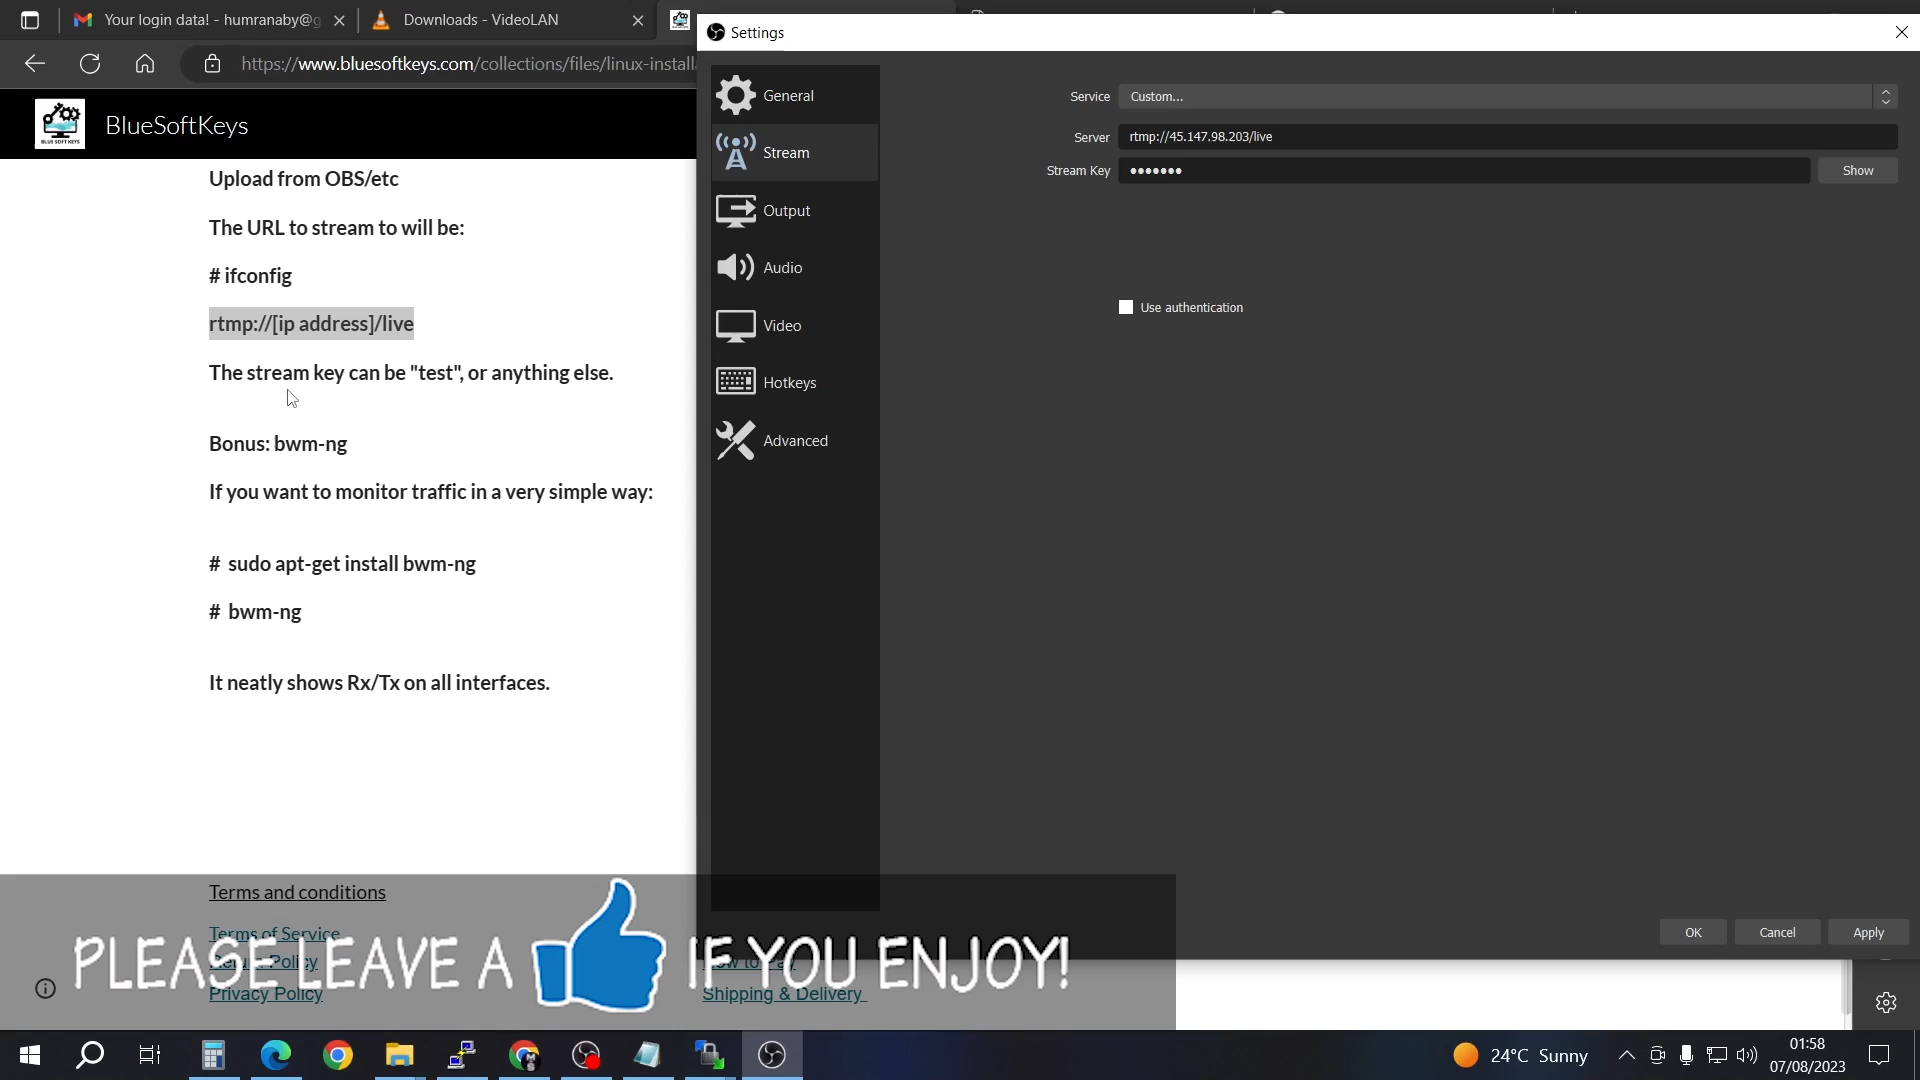 Your login data! - humranaby@g
Downloads - VideoLAN
https://www.bluesoftkeys.com/collections/files/linux-install
BLUE SOFT KEYS
BlueSoftKeys
Upload from OBS/etc
The URL to stream to will be:
# ifconfig
rtmp://[ip address]/live
The stream key can be "test", or anything else.
Bonus: bwm-ng
If you want to monitor traffic in a very simple way:
# sudo apt-get install bwm-ng
# bwm-ng
It neatly shows Rx/Tx on all interfaces.
Terms and conditions
Terms of Service
Privacy Policy
Shipping & Delivery
Settings
General
Stream
Output
Audio
Video
Hotkeys
Advanced
Service
Custom...
Server
rtmp://45.147.98.203/live
Stream Key
●●●●●●●
Show
Use authentication
OK
Cancel
Apply
PLEASE LEAVE A IF YOU ENJOY!
24°C Sunny
01:58
07/08/2023